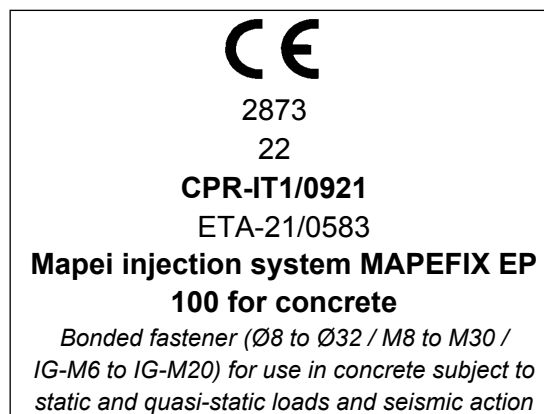 CE
2873
22
CPR-IT1/0921
ETA-21/0583
Mapei injection system MAPEFIX EP
100 for concrete
Bonded fastener (Ø8 to Ø32 / M8 to M30 /
IG-M6 to IG-M20) for use in concrete subject to
static and quasi-static loads and seismic action